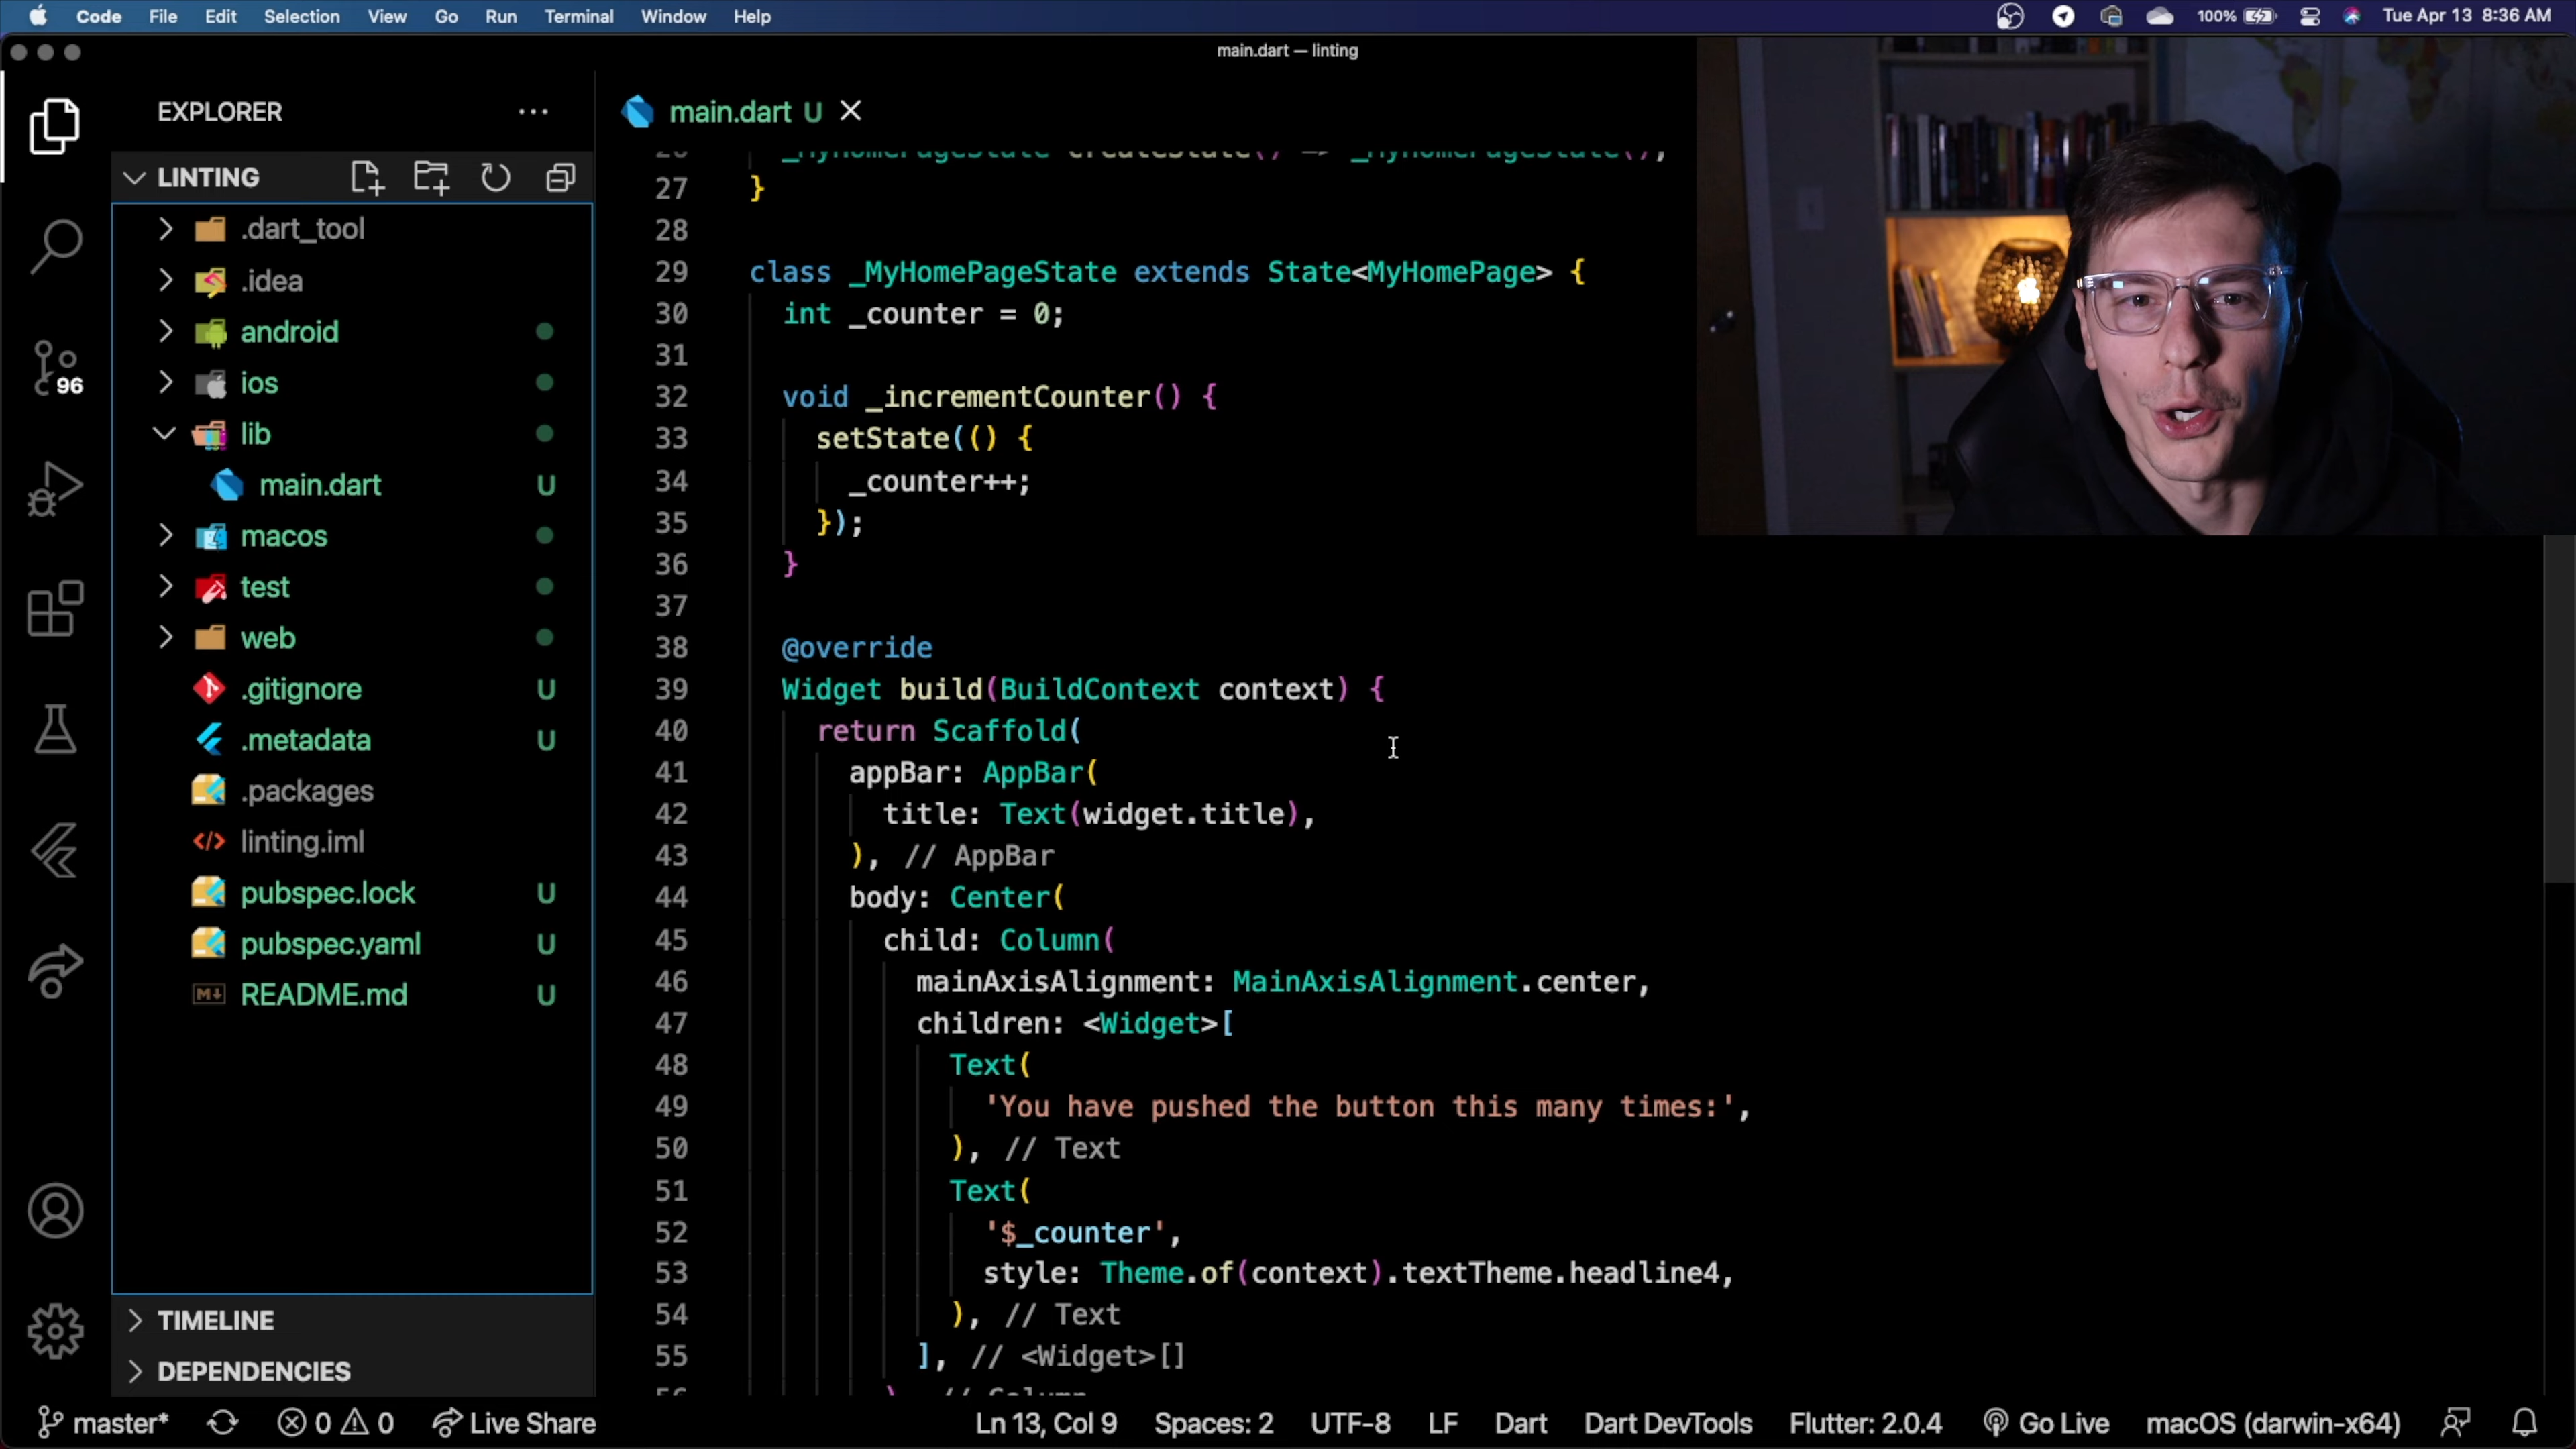 Code File Edit Selection View Go Run Terminal Window Help 100% Tue Apr 13 8:36 AM
main.dart — linting
EXPLORER
LINTING
.dart_tool
.idea
android
96
ios
lib
main.dart U
macos
test
web
.gitignore U
.metadata U
.packages
linting.iml
pubspec.lock U
pubspec.yaml U
README.md U
TIMELINE
DEPENDENCIES
main.dart U
26 _MyHomePageState createState() => _MyHomePageState();
27 }
28
29 class _MyHomePageState extends State<MyHomePage> {
30 int _counter = 0;
31
32 void _incrementCounter() {
33 setState(() {
34 _counter++;
35 });
36 }
37
38 @override
39 Widget build(BuildContext context) {
40 return Scaffold(
41 appBar: AppBar(
42 title: Text(widget.title),
43 ), // AppBar
44 body: Center(
45 child: Column(
46 mainAxisAlignment: MainAxisAlignment.center,
47 children: <Widget>[
48 Text(
49 'You have pushed the button this many times:',
50 ), // Text
51 Text(
52 '$_counter',
53 style: Theme.of(context).textTheme.headline4,
54 ), // Text
55 ], // <Widget>[]
56 ), // Column
master* 0 0 Live Share Ln 13, Col 9 Spaces: 2 UTF-8 LF Dart Dart DevTools Flutter: 2.0.4 Go Live macOS (darwin-x64)